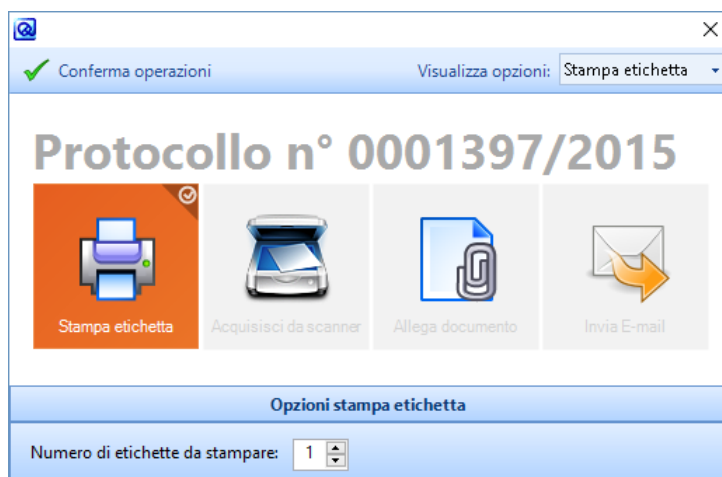 Conferma operazioni Visualizza opzioni: Stampa etichetta
Protocollo n° 0001397/2015
Stampa etichetta Acquisisci da scanner Allega documento Invia E-mail
Opzioni stampa etichetta
Numero di etichette da stampare: 1